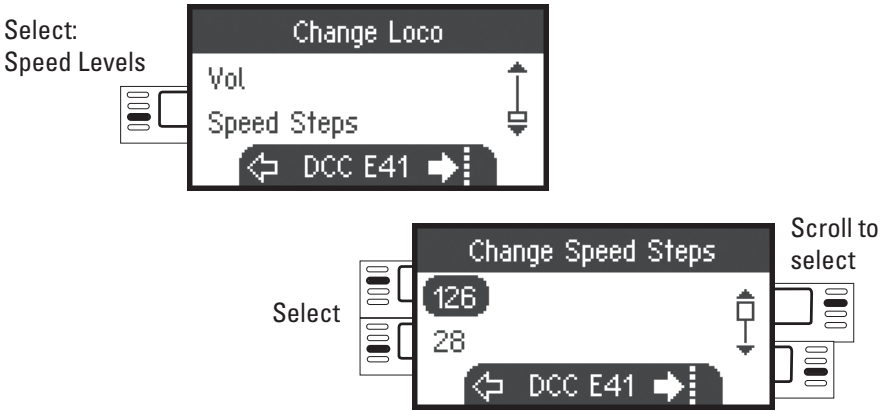 Select:
Speed Levels
Change Loco
Vol
Speed Steps
DCC E41
Change Speed Steps
126
28
DCC E41
Select
Scroll to
select